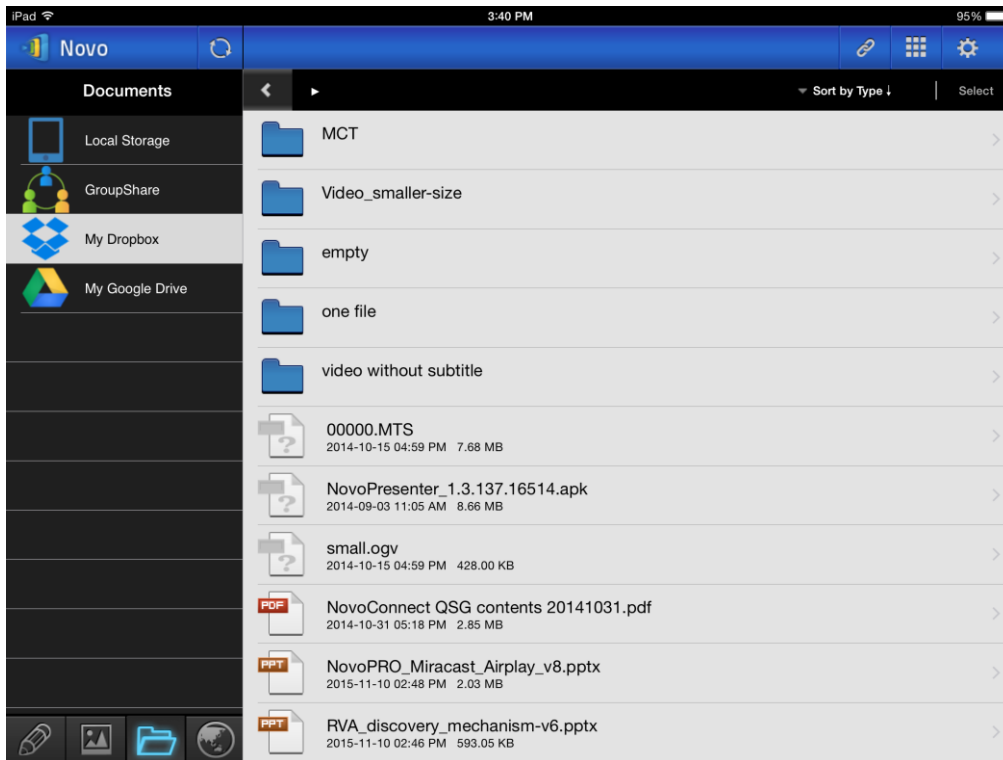 iPad
3:40 PM
95%
Novo
Documents
Sort by Type ↓
Select
Local Storage
GroupShare
My Dropbox
My Google Drive
MCT
Video_smaller-size
empty
one file
video without subtitle
00000.MTS
2014-10-15 04:59 PM 7.68 MB
NovoPresenter_1.3.137.16514.apk
2014-09-03 11:05 AM 8.66 MB
small.ogv
2014-10-15 04:59 PM 428.00 KB
PDF
NovoConnect QSG contents 20141031.pdf
2014-10-31 05:18 PM 2.85 MB
PPT
NovoPRO_Miracast_Airplay_v8.pptx
2015-11-10 02:48 PM 2.03 MB
PPT
RVA_discovery_mechanism-v6.pptx
2015-11-10 02:46 PM 593.05 KB